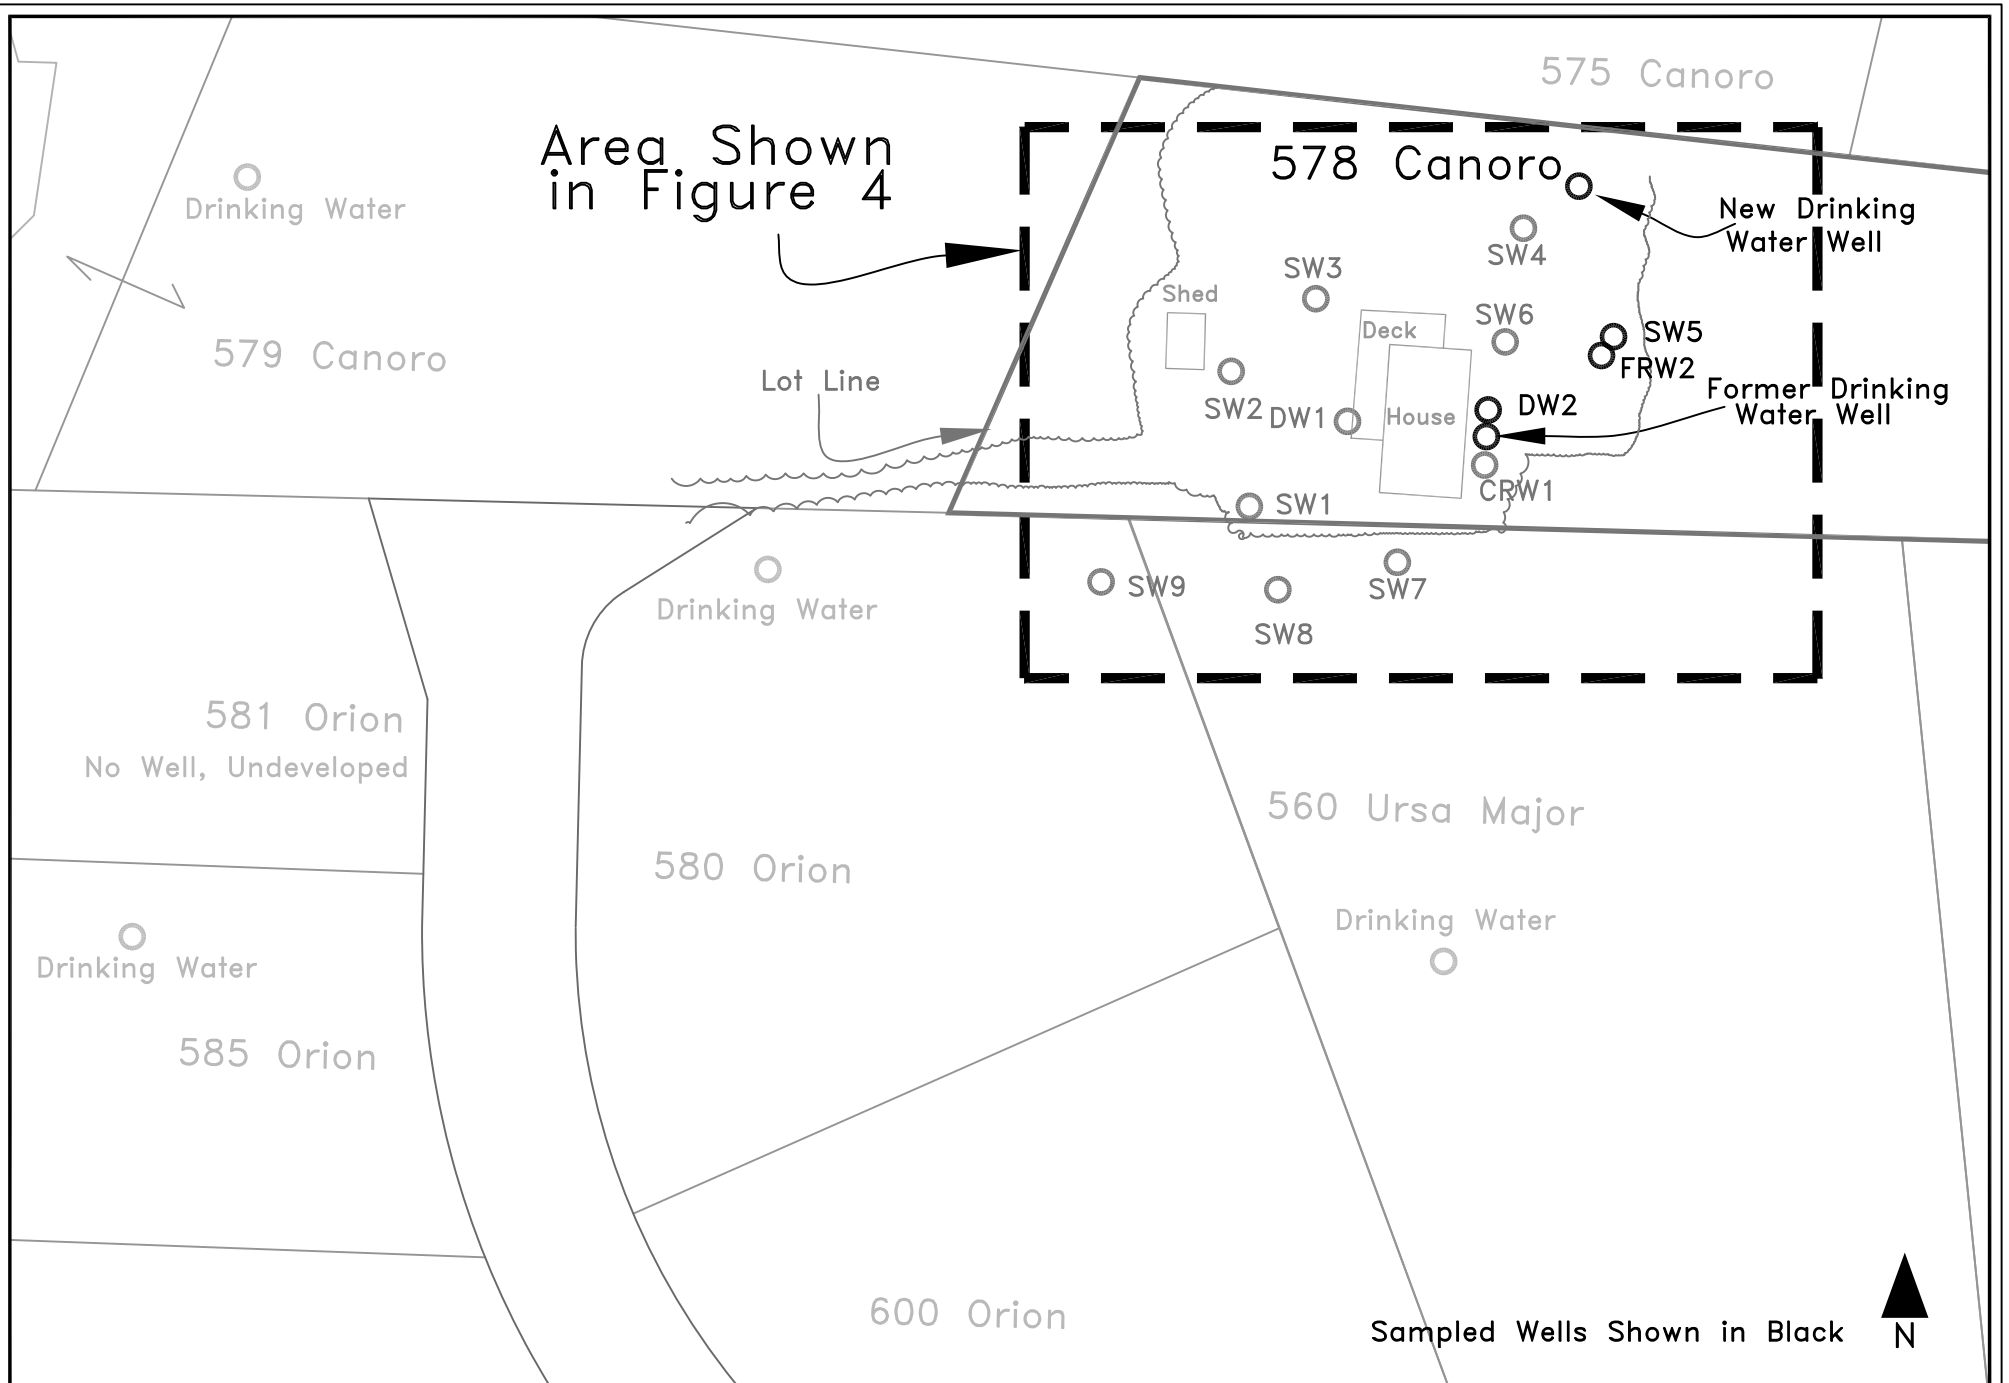 575 Canoro
Area Shown
in Figure 4
578 Canoro
Drinking Water
New Drinking
Water Well
SW4
SW3
Shed
SW6
Deck
SW5
579 Canoro
FRW2
Lot Line
Former Drinking
Water Well
SW2
DW1
House
DW2
CRW1
SW1
Drinking Water
SW9
SW7
SW8
581 Orion
No Well, Undeveloped
560 Ursa Major
580 Orion
Drinking Water
Drinking Water
585 Orion
600 Orion
Sampled Wells Shown in Black
N